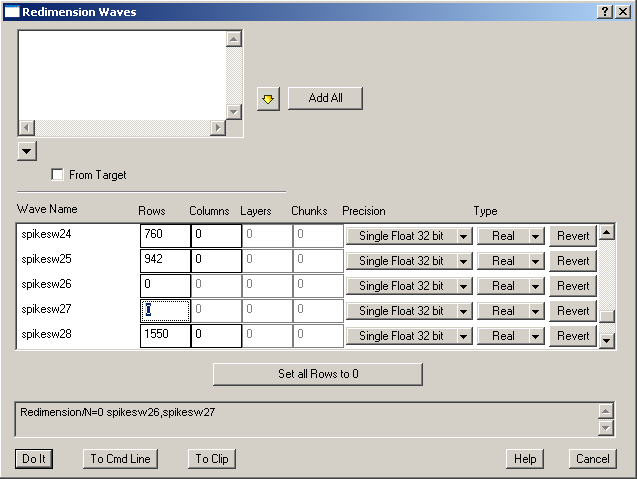 Redimension Waves
Add All
From Target
Wave Name Rows Columns Layers Chunks Precision Type
spikesw24 760 0 0 0 Single Float 32 bit Real Revert
spikesw25 942 0 0 0 Single Float 32 bit Real Revert
spikesw26 0 0 0 0 Single Float 32 bit Real Revert
spikesw27 0 0 0 0 Single Float 32 bit Real Revert
spikesw28 1550 0 0 0 Single Float 32 bit Real Revert
Set all Rows to 0
Redimension/N=0 spikesw26,spikesw27
Do It To Cmd Line To Clip Help Cancel